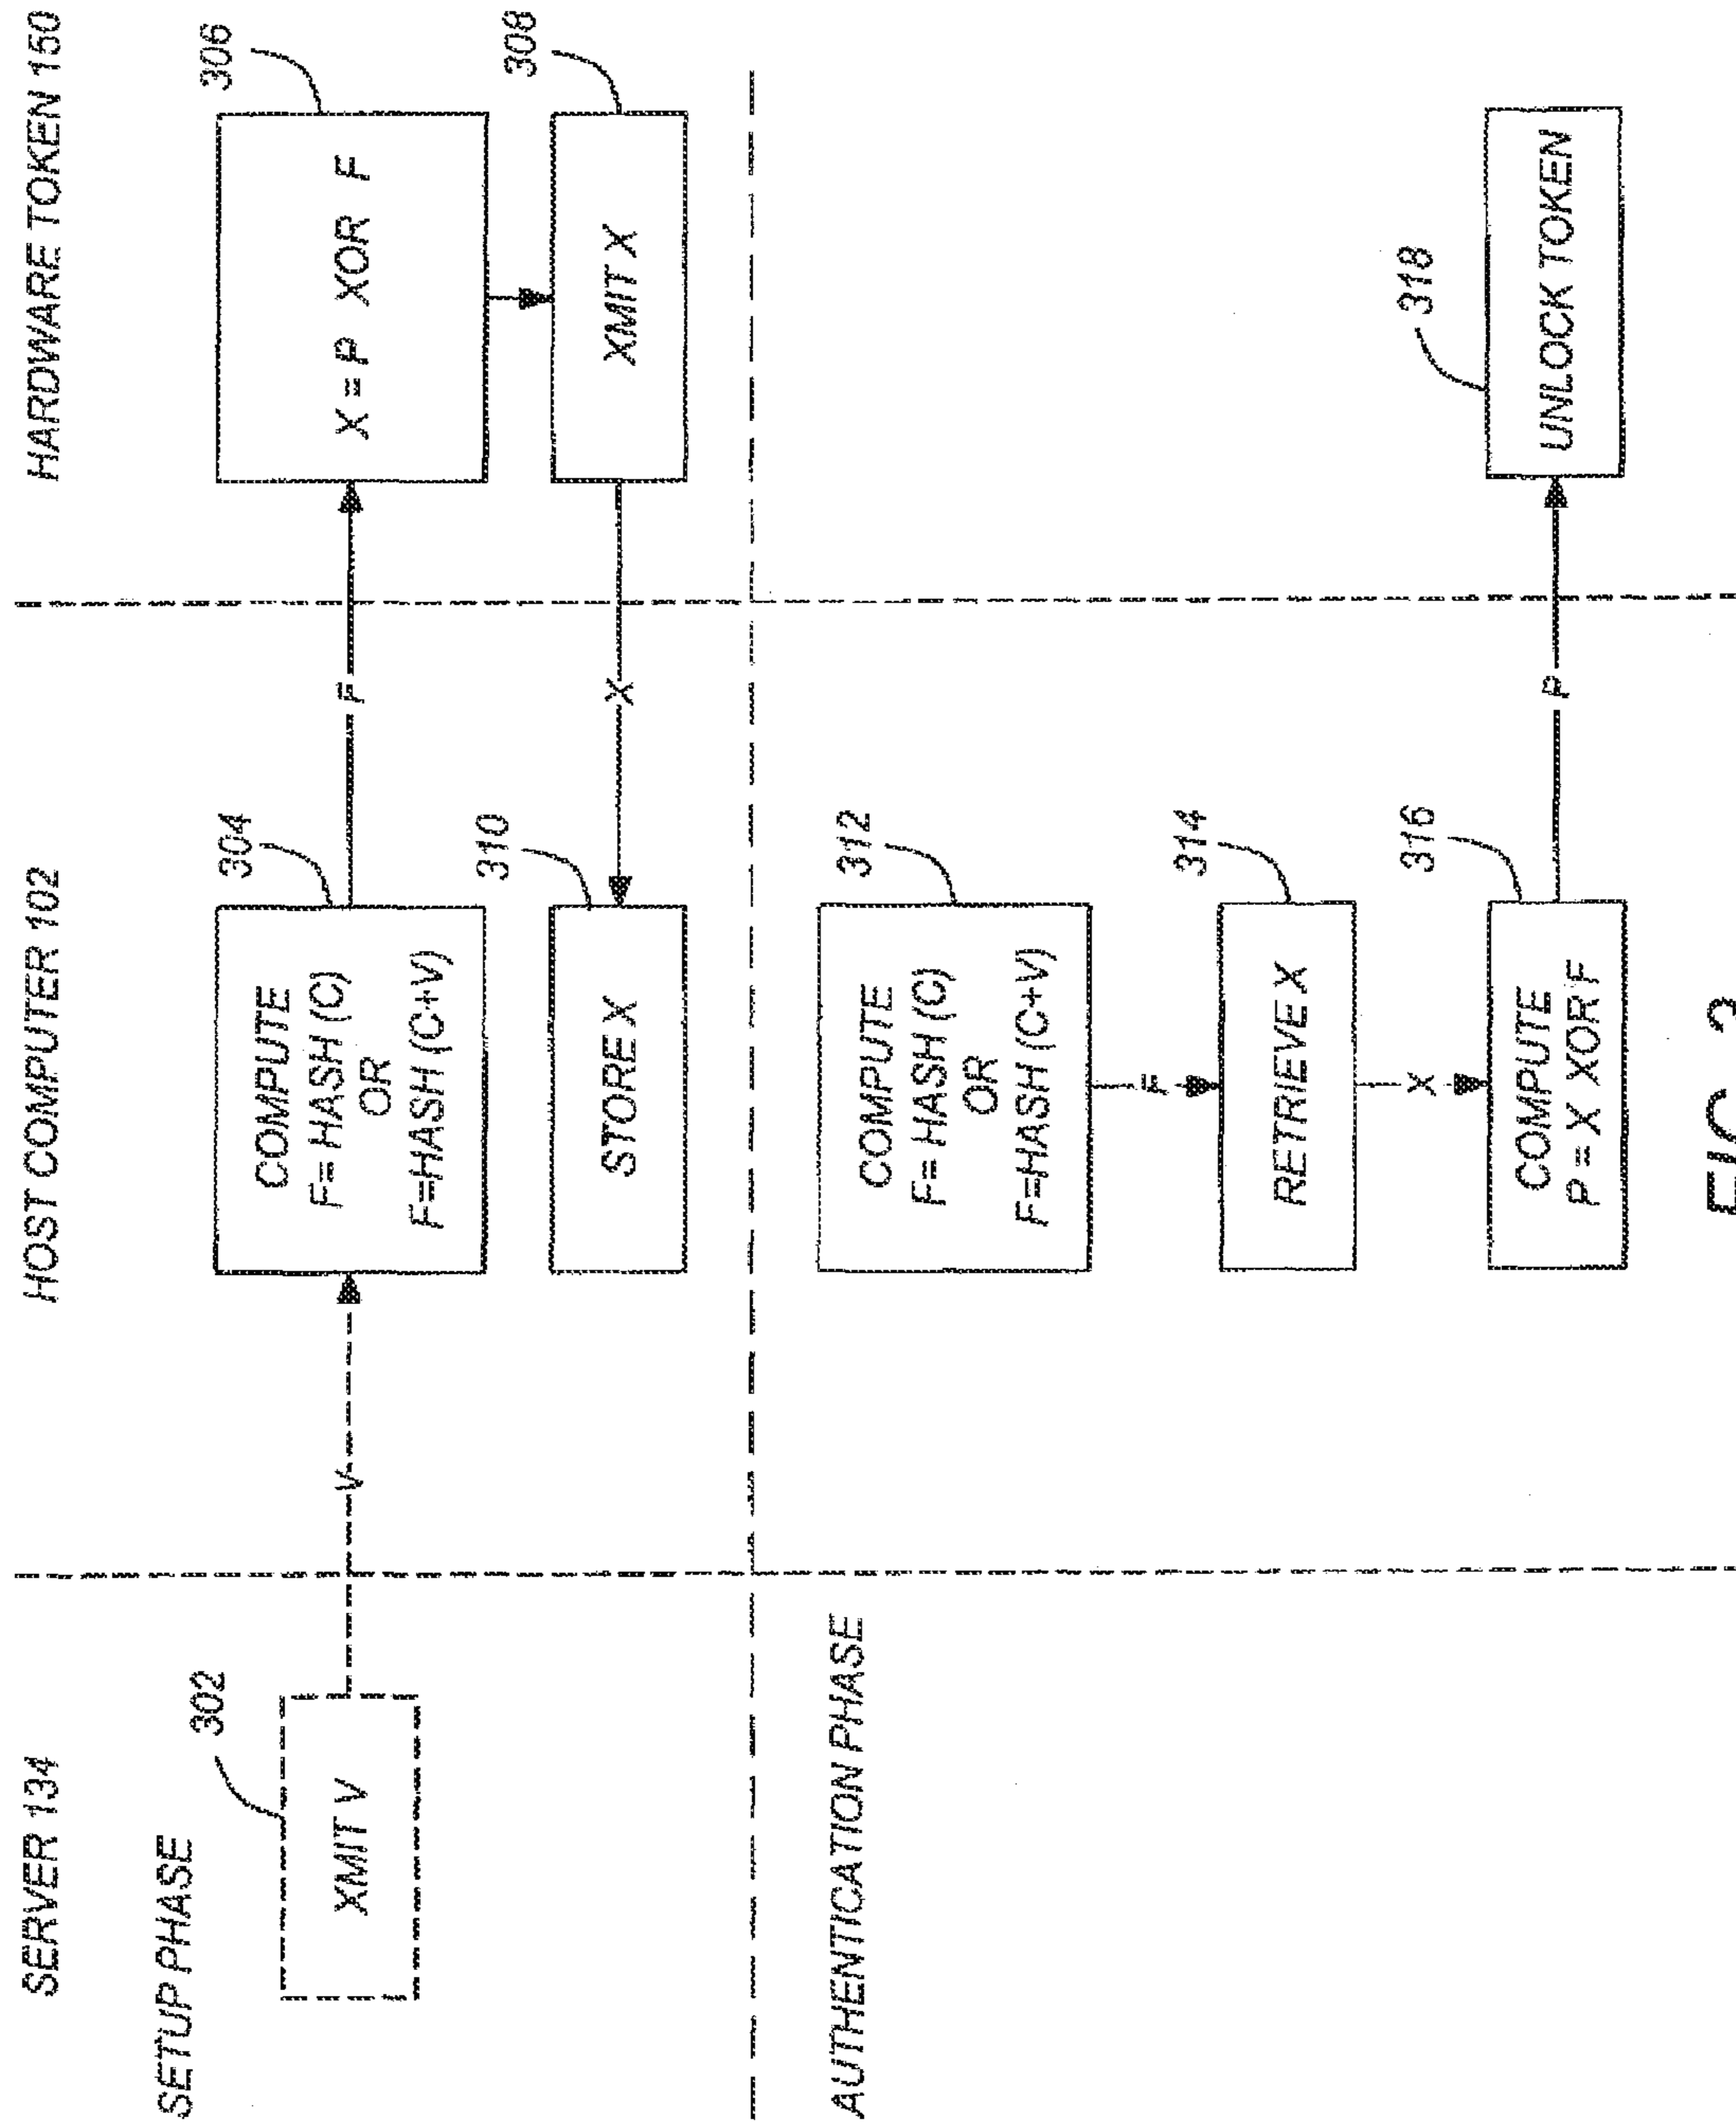 SERVER 134
HOST COMPUTER 102
HARDWARE TOKEN 150
SETUP PHASE
302
XMIT V
V
304
COMPUTE
F= HASH (C)
OR
F=HASH (C+V)
F
306
X = P XOR F
308
XMIT X
X
310
STORE X
AUTHENTICATION PHASE
312
COMPUTE
F= HASH (C)
OR
F=HASH (C+V)
F
314
RETRIEVE X
X
316
COMPUTE
P = X XOR F
P
318
UNLOCK TOKEN